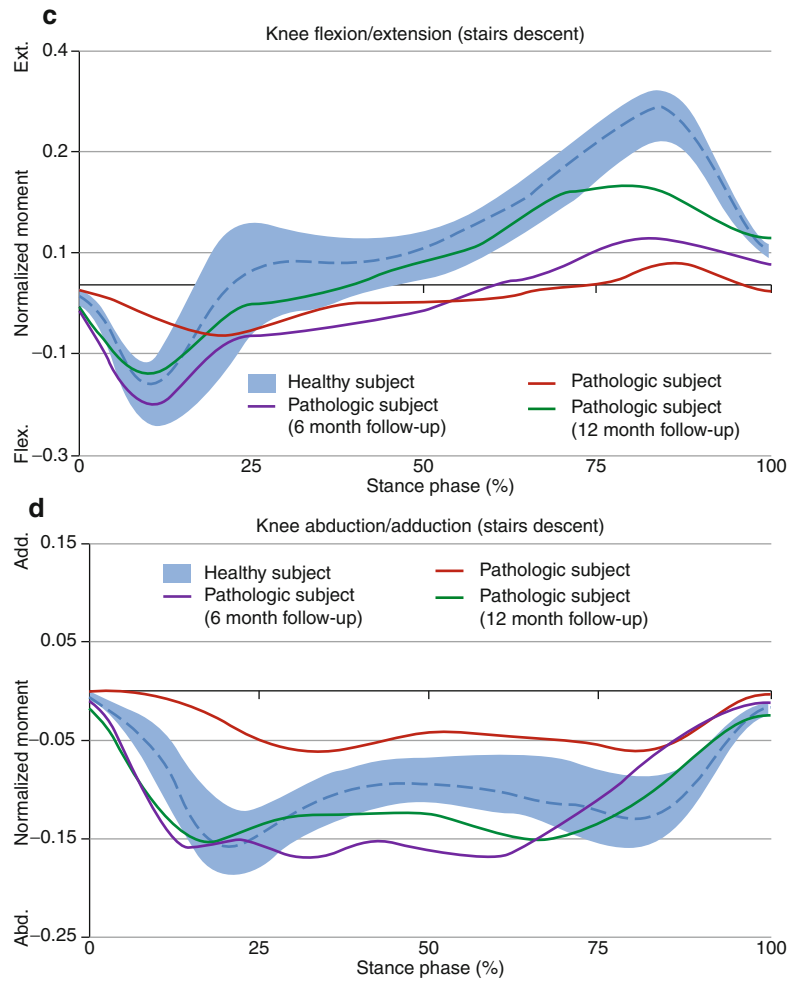 c
Knee flexion/extension (stairs descent)
Ext.
Normalized moment
Flex.
0.4
0.2
0.1
–0.1
–0.3
Healthy subject
Pathologic subject
(6 month follow-up)
Pathologic subject
Pathologic subject
(12 month follow-up)
0 25 50 75 100
Stance phase (%)
d
Knee abduction/adduction (stairs descent)
Add.
Normalized moment
Abd.
0.15
0.05
–0.05
–0.15
–0.25
Healthy subject
Pathologic subject
(6 month follow-up)
Pathologic subject
Pathologic subject
(12 month follow-up)
0 25 50 75 100
Stance phase (%)